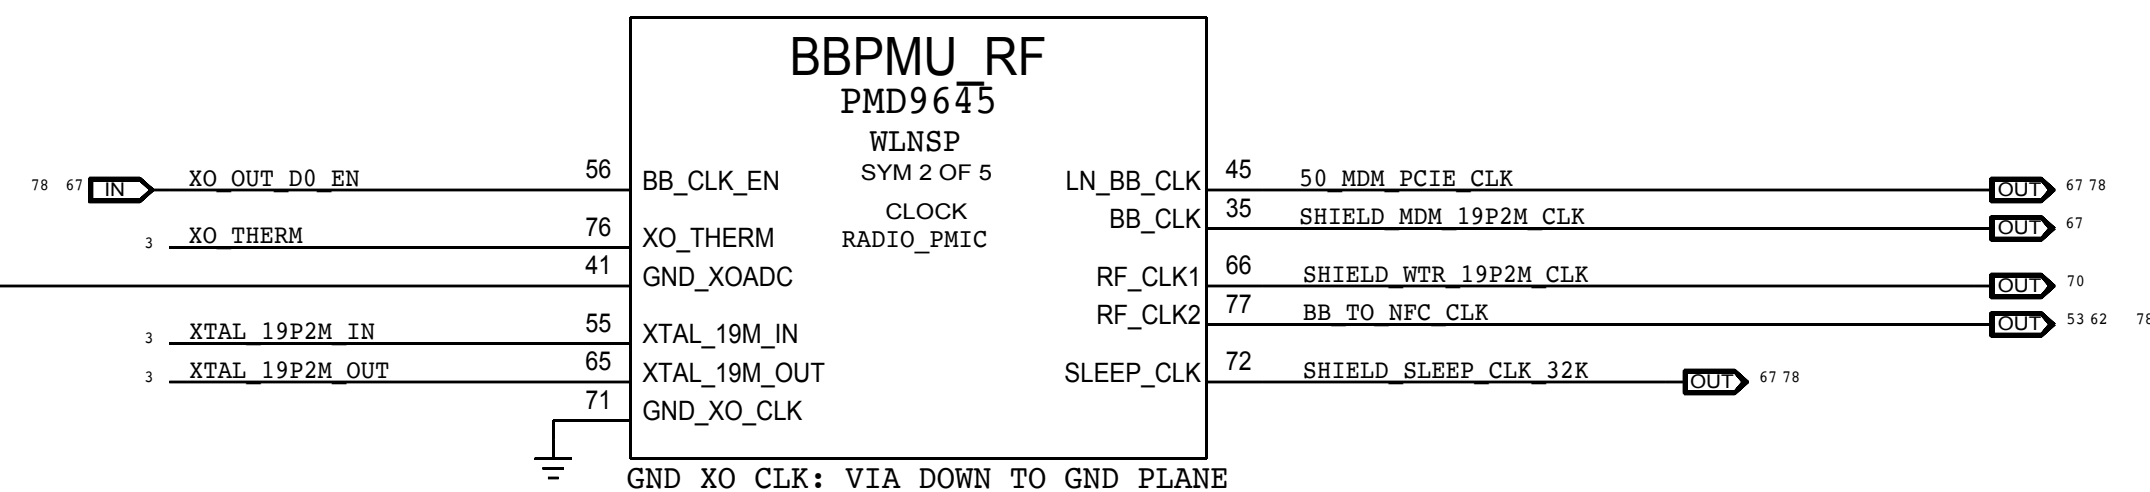 BBPMU_RF
PMD9645
WLNSP
SYM 2 OF 5
CLOCK
RADIO_PMIC
78 67 IN XO_OUT_D0_EN 56 BB_CLK_EN
3 XO_THERM 76 XO_THERM
41 GND_XOADC
3 XTAL_19P2M_IN 55 XTAL_19M_IN
3 XTAL_19P2M_OUT 65 XTAL_19M_OUT
71 GND_XO_CLK
LN_BB_CLK 45 50_MDM_PCIE_CLK OUT 67 78
BB_CLK 35 SHIELD_MDM_19P2M_CLK OUT 67
RF_CLK1 66 SHIELD_WTR_19P2M_CLK OUT 70
RF_CLK2 77 BB_TO_NFC_CLK OUT 53 62 78
SLEEP_CLK 72 SHIELD_SLEEP_CLK_32K OUT 67 78
GND XO CLK: VIA DOWN TO GND PLANE